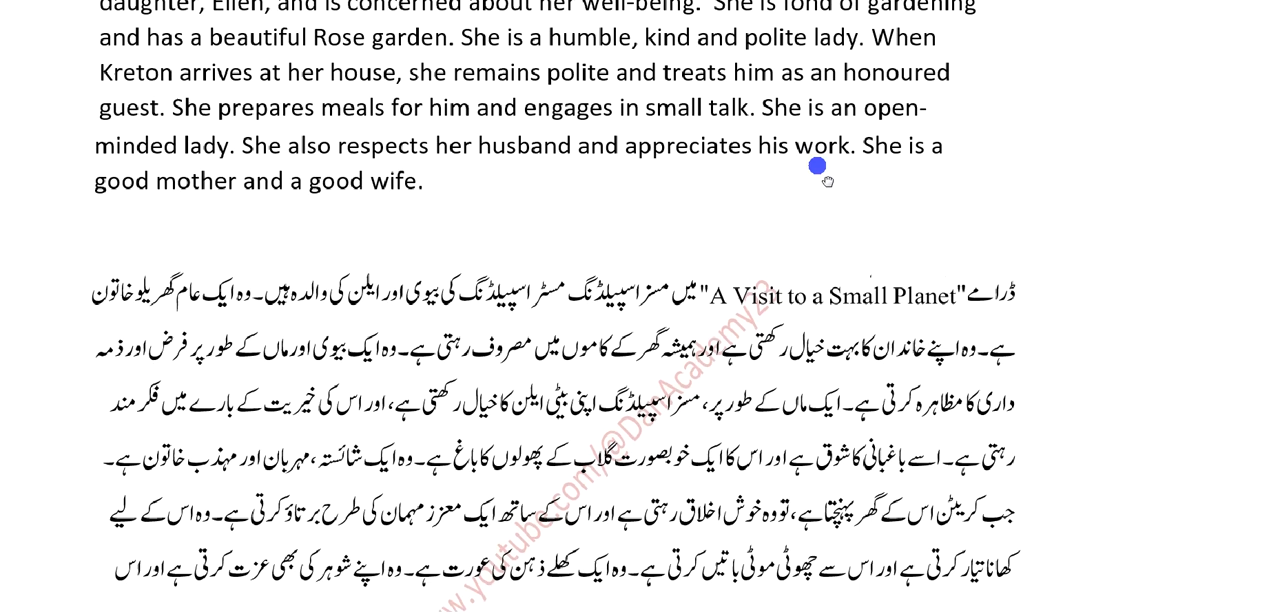 daughter, Ellen, and is concerned about her well-being. She is fond of gardening
and has a beautiful Rose garden. She is a humble, kind and polite lady. When
Kreton arrives at her house, she remains polite and treats him as an honoured
guest. She prepares meals for him and engages in small talk. She is an open-
minded lady. She also respects her husband and appreciates his work. She is a
good mother and a good wife.
ڈرامے "A Visit to a Small Planet" میں مسز اسپیلڈنگ مسٹر اسپیلڈنگ کی بیوی اور ایلن کی والدہ ہیں۔ وہ ایک عام گھریلو خاتون
ہے۔ وہ اپنے خاندان کا بہت خیال رکھتی ہے اور ہمیشہ گھر کے کاموں میں مصروف رہتی ہے۔ وہ ایک بیوی اور ماں کے طور پر فرض اور ذمہ
داری کا مظاہرہ کرتی ہے۔ ایک ماں کے طور پر، مسز اسپیلڈنگ اپنی بیٹی ایلن کا خیال رکھتی ہے، اور اس کی خیریت کے بارے میں فکر مند
رہتی ہے۔ اسے باغبانی کا شوق ہے اور اس کا ایک خوبصورت گلاب کے پھولوں کا باغ ہے۔ وہ ایک شائستہ، مہربان اور مہذب خاتون ہے۔
جب کریٹن اس کے گھر پہنچتا ہے، تو وہ خوش اخلاق رہتی ہے اور اس کے ساتھ ایک معزز مہمان کی طرح برتاؤ کرتی ہے۔ وہ اس کے لیے
کھانا تیار کرتی ہے اور اس سے چھوٹی موٹی باتیں کرتی ہے۔ وہ ایک کھلے ذہن کی عورت ہے۔ وہ اپنے شوہر کی بھی عزت کرتی ہے اور اس
w.youtube.com/@DanAcademy23